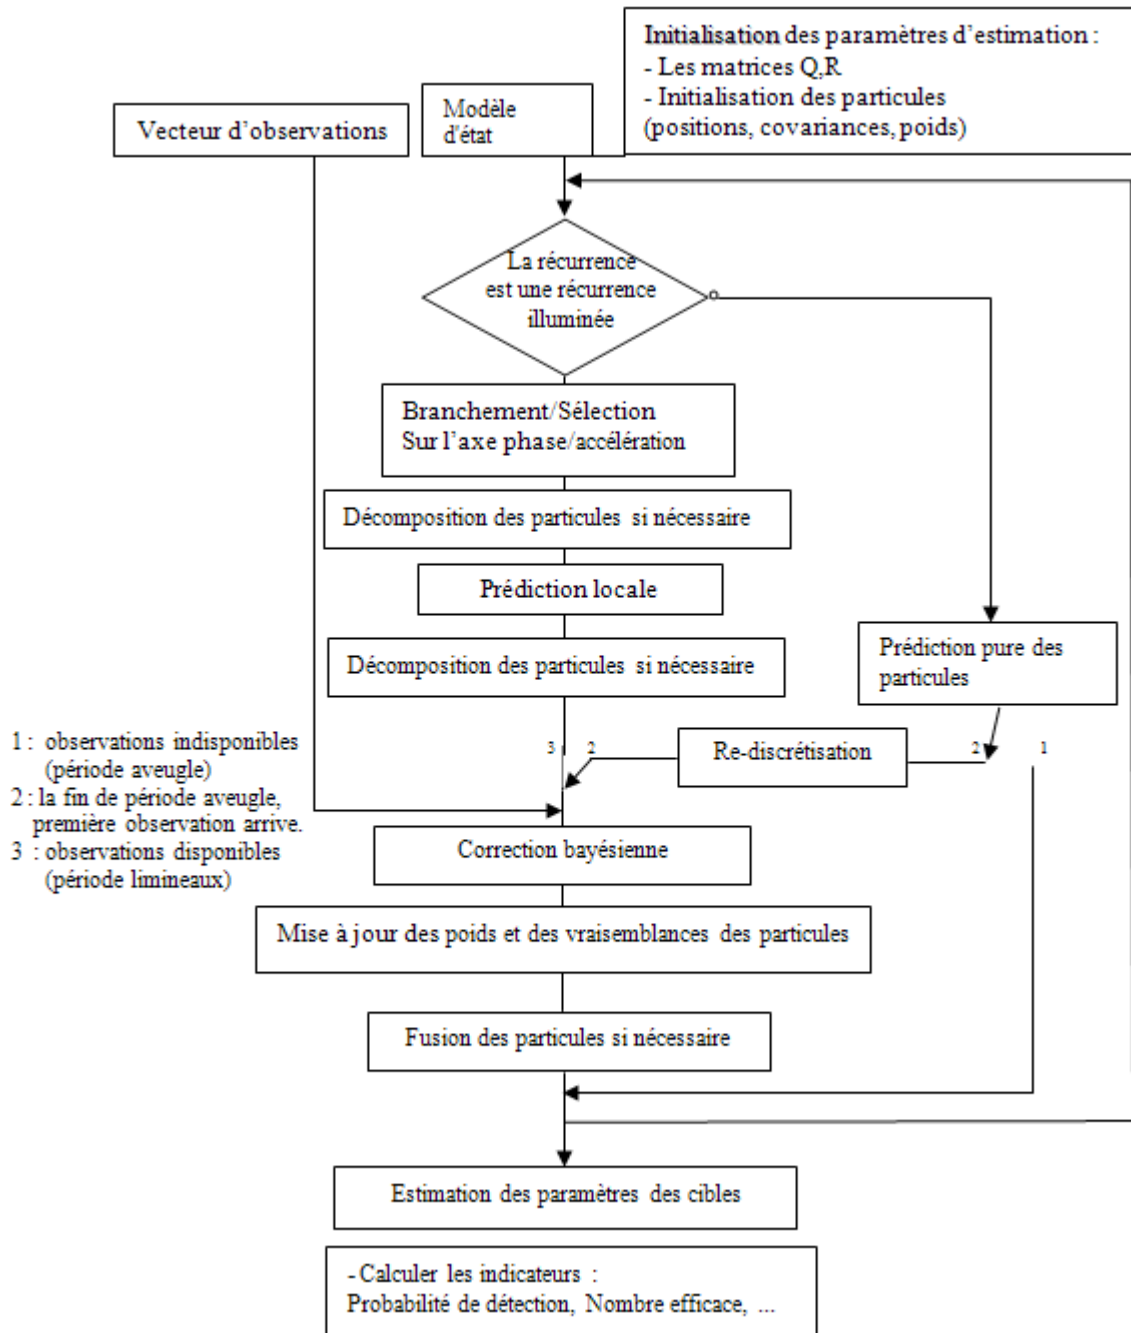 Initialisation des paramètres d'estimation :
- Les matrices Q,R
- Initialisation des particules
(positions, covariances, poids)
Modèle
d'état
Vecteur d'observations
La récurrence
est une récurrence
illuminée
o
Branchement/Sélection
Sur l'axe phase/accélération
Décomposition des particules si nécessaire
Prédiction locale
Décomposition des particules si nécessaire
Prédiction pure des
particules
3
2
Re-discrétisation
2
1
1 : observations indisponibles
(période aveugle)
2 : la fin de période aveugle,
première observation arrive.
3 : observations disponibles
(période limineaux)
Correction bayésienne
Mise à jour des poids et des vraisemblances des particules
Fusion des particules si nécessaire
Estimation des paramètres des cibles
- Calculer les indicateurs :
Probabilité de détection, Nombre efficace, ...